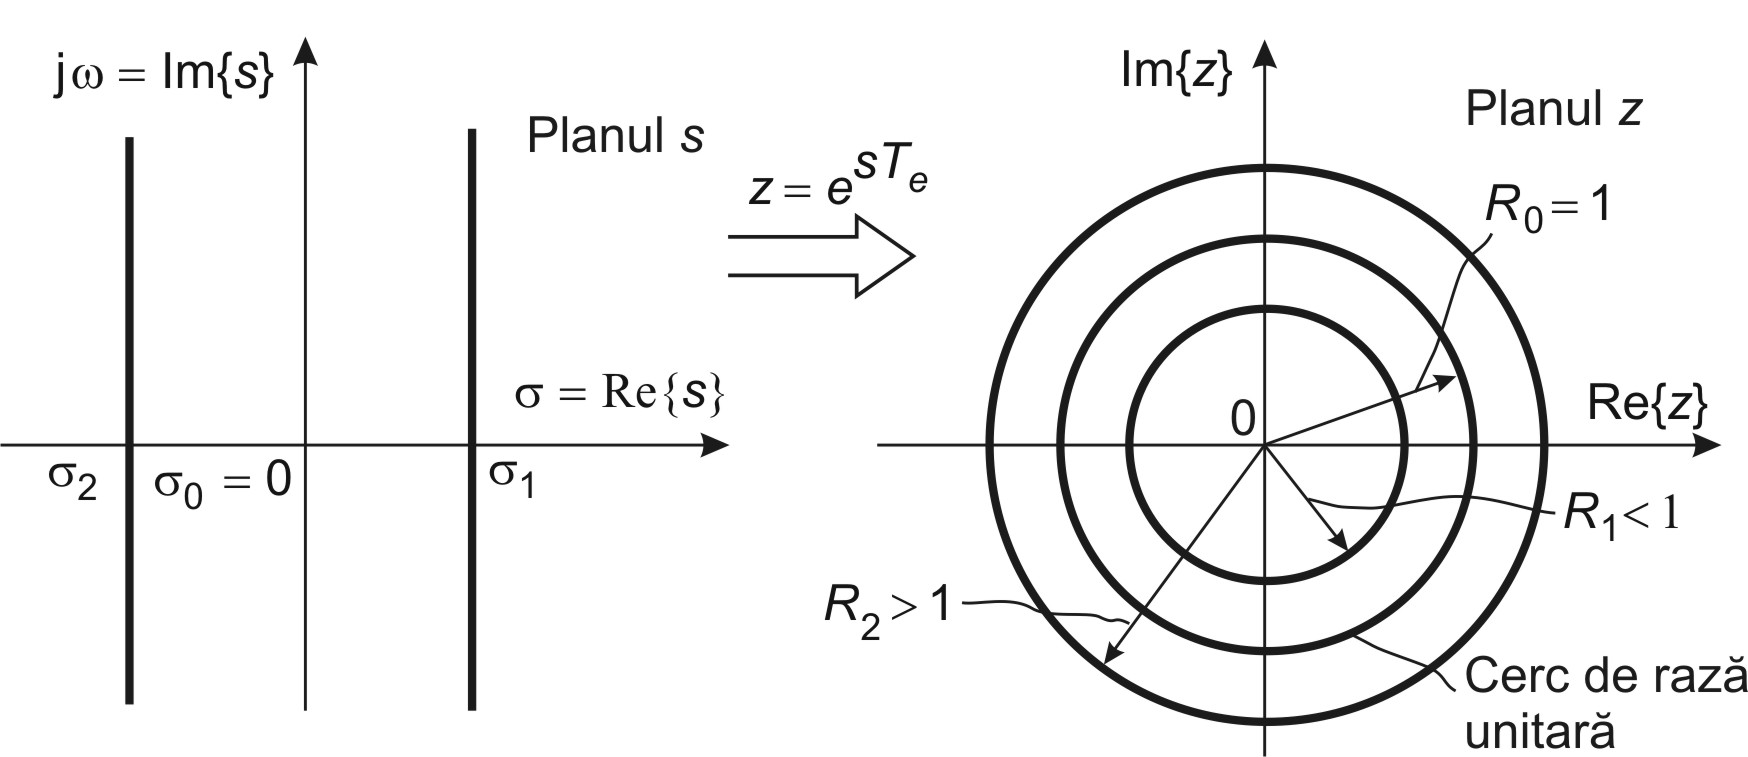 jω = Im{s}
Planul s
σ = Re{s}
σ₂
σ₀ = 0
σ₁
z = e^{sTₑ}
Im{z}
Planul z
R₀ = 1
0
Re{z}
R₁ < 1
R₂ > 1
Cerc de rază
unitară